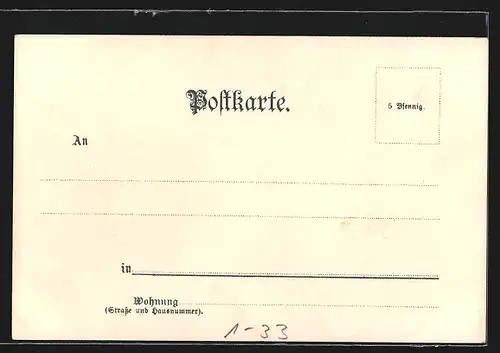 Postkarte.
5 Pfennig.
An
in
Wohnung
(Straße und Hausnummer).
1-33